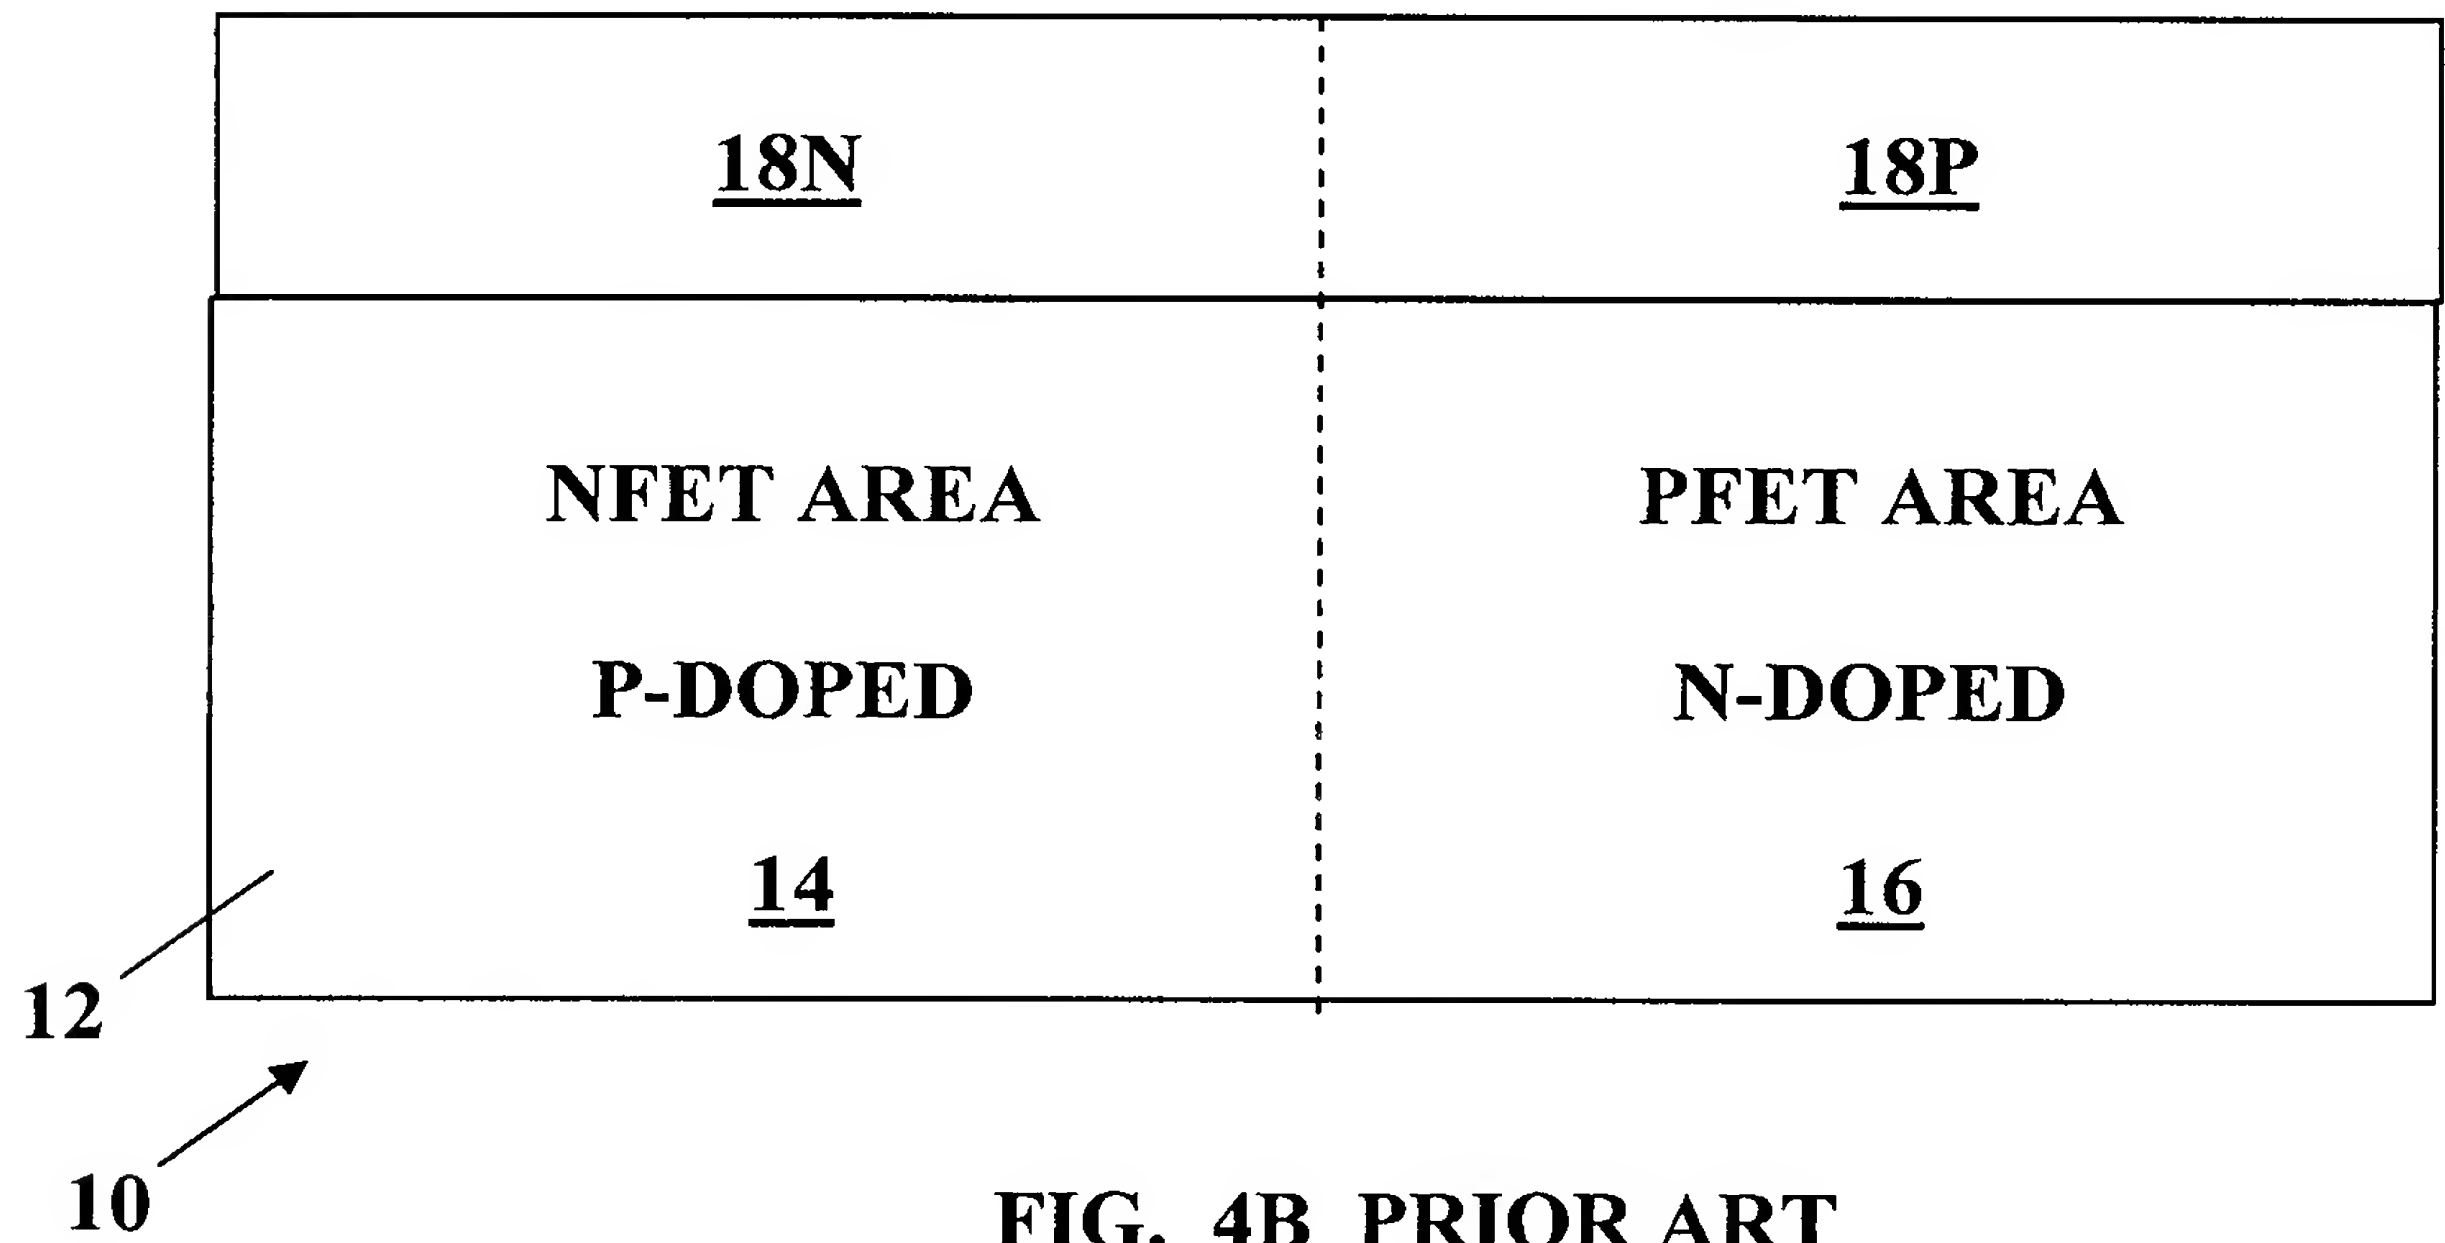 18N
18P
NFET AREA
PFET AREA
P-DOPED
N-DOPED
14
16
12
10
FIG. 4B PRIOR ART